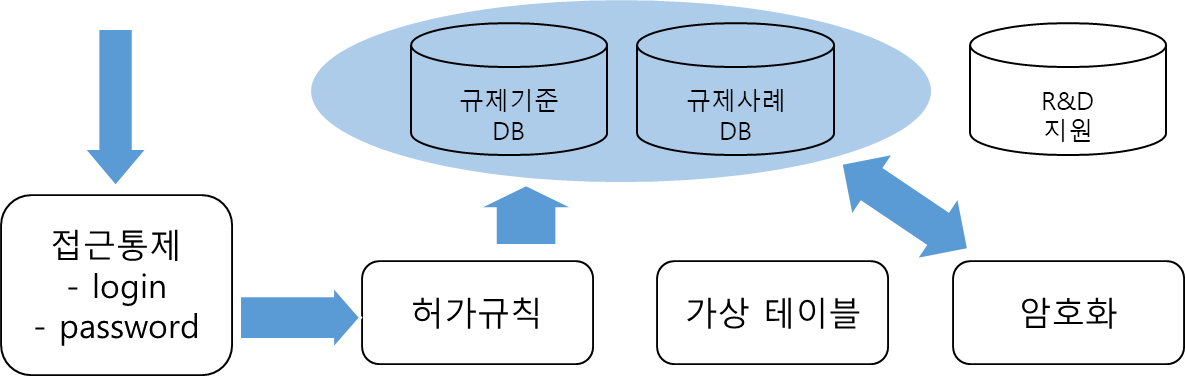 규제기준
DB
규제사례
DB
R&D
지원
접근통제
- login
- password
허가규칙
가상 테이블
암호화